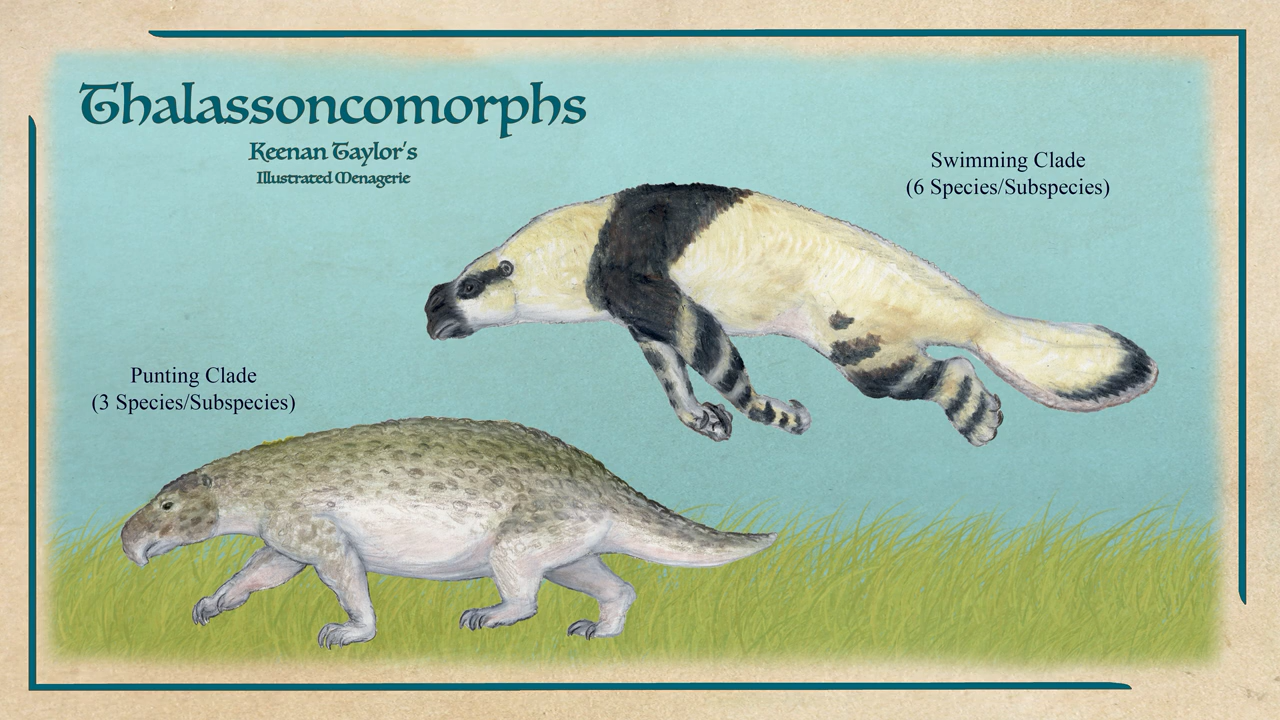 Thalassoncomorphs
Keenan Taylor's
Illustrated Menagerie
Swimming Clade
(6 Species/Subspecies)
Punting Clade
(3 Species/Subspecies)